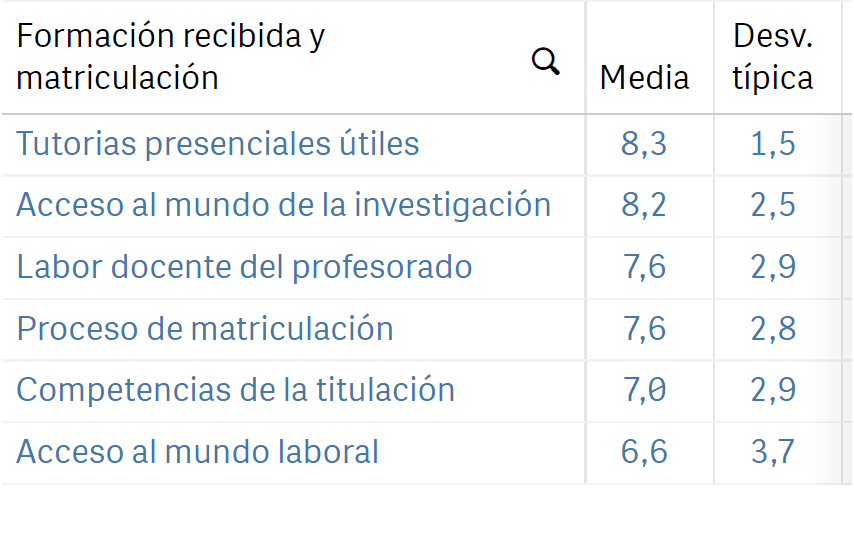 Formación recibida y
matriculación
Media
Desv.
típica
Tutorias presenciales útiles 8,3 1,5
Acceso al mundo de la investigación 8,2 2,5
Labor docente del profesorado 7,6 2,9
Proceso de matriculación 7,6 2,8
Competencias de la titulación 7,0 2,9
Acceso al mundo laboral 6,6 3,7